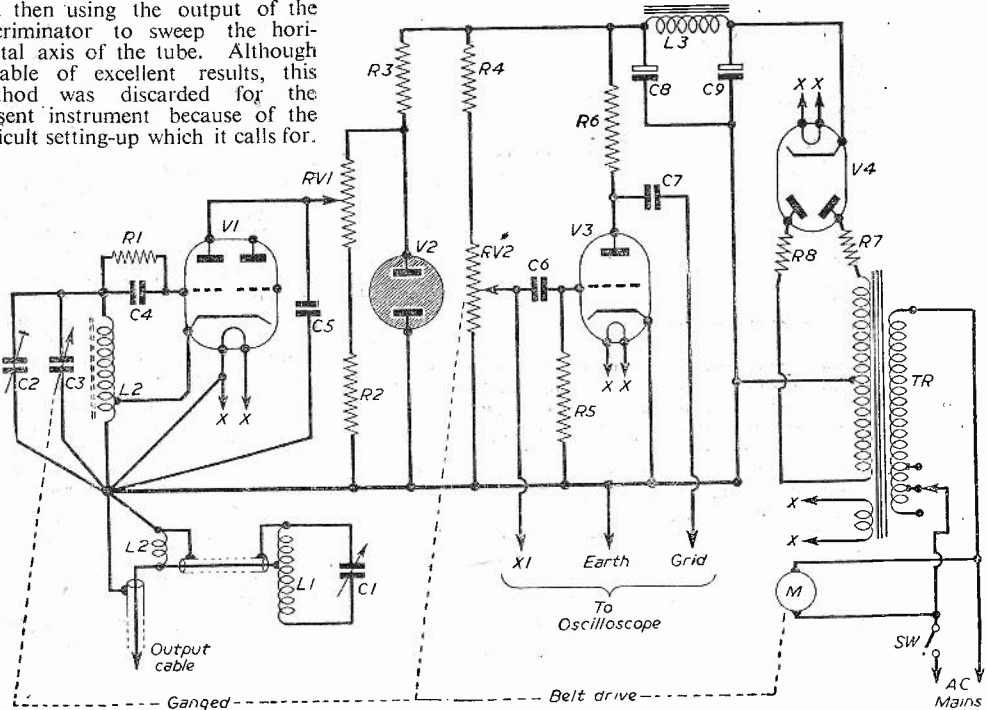 then using the output of the
criminator to sweep the hori-
tal axis of the tube. Although
able of excellent results, this
hod was discarded for the
sent instrument because of the
icult setting-up which it calls for.
L3
R3
R4
C8
C9
X X
R6
V4
RV1
C7
R1
V1
V2
V3
RV2
C6
R8
R7
C4
C5
C2
C3
L2
R2
X X
X X
R5
TR
X
X
L2
L1
C1
X1
Earth
Grid
M
To
Oscilloscope
Output
cable
SW
AC
Mains
Ganged
Belt drive